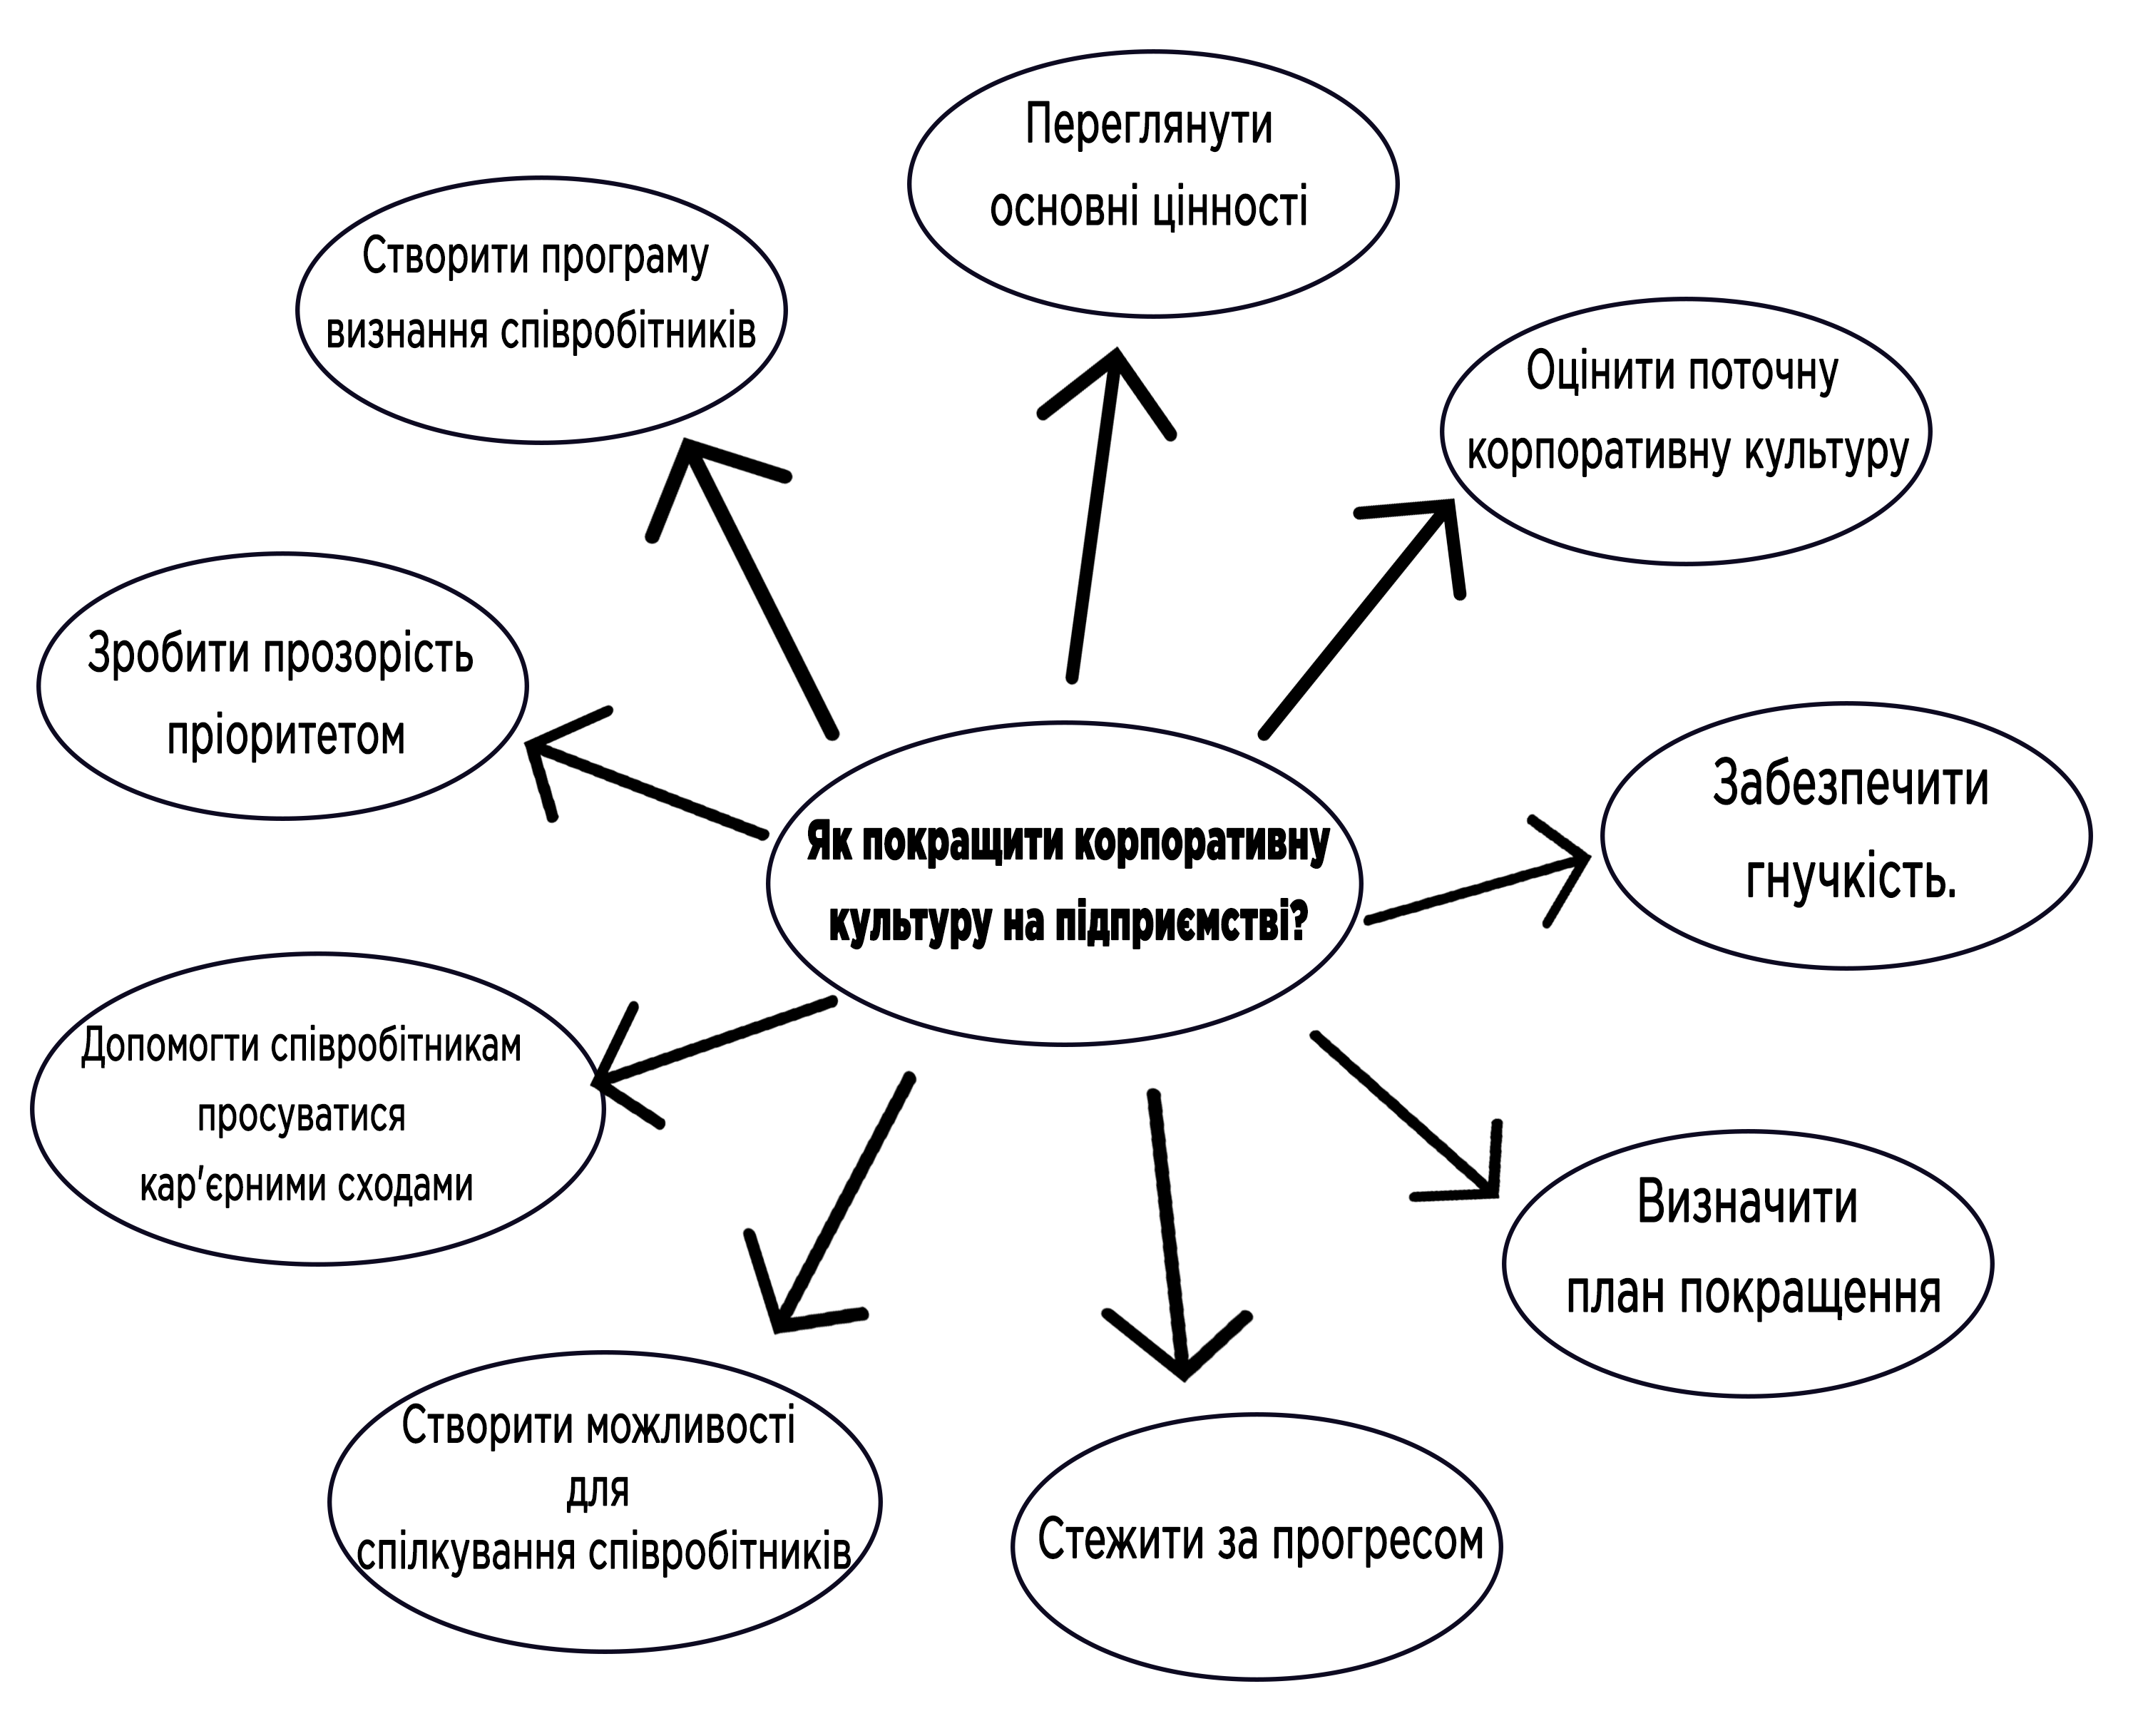 Переглянути
основні цінності
Створити програму
визнання співробітників
Оцінити поточну
корпоративну культуру
Зробити прозорість
пріоритетом
Забезпечити
гнучкість.
Як покращити корпоративну
культуру на підприємстві?
Допомогти співробітникам
просуватися
кар'єрними сходами
Визначити
план покращення
Створити можливості
для
спілкування співробітників
Стежити за прогресом